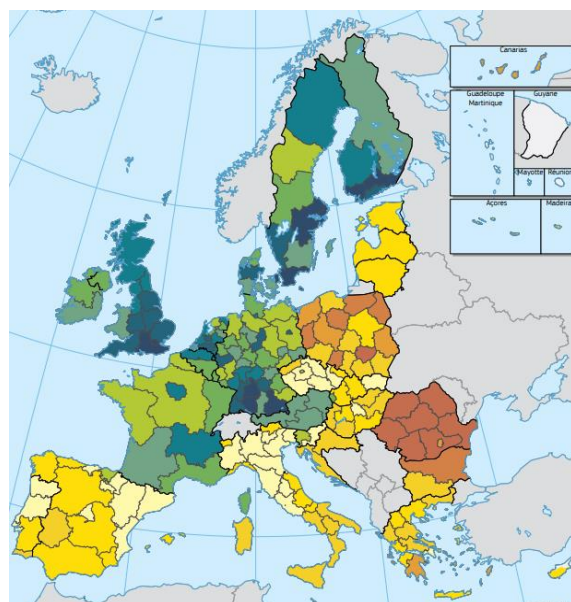 Canarias
Guadeloupe
Martinique
Guyane
Mayotte
Réunion
Açores
Madeira